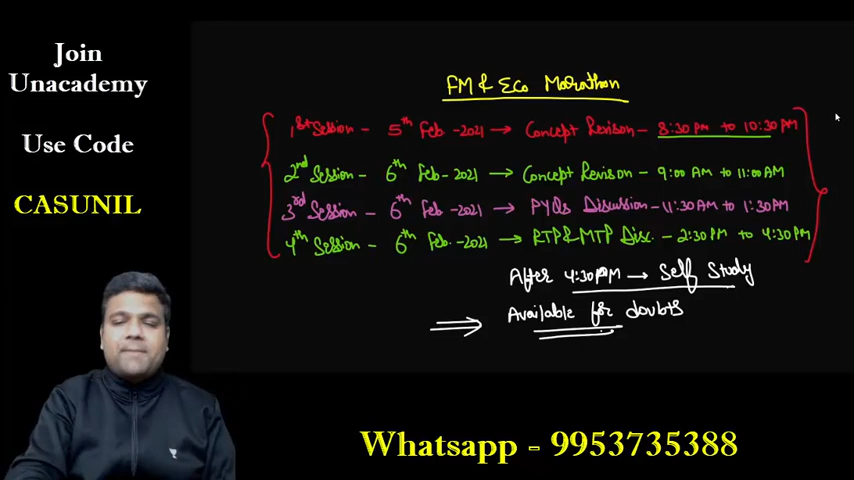 Join
Unacademy
Use Code
CASUNIL
FM & Eco Marathon
1st Session - 5th Feb - 2021 → Concept Revison - 8:30 PM to 10:30 PM
2nd Session - 6th Feb - 2021 → Concept Revison - 9:00 AM to 11:00 AM
3rd Session - 6th Feb - 2021 → PYQs Discussion - 11:30 AM to 1:30 PM
4th Session - 6th Feb. - 2021 → RTP & MTP Disc. - 2:30 PM to 4:30 PM
After 4:30 PM → Self Study
⇒ Available for doubts
Whatsapp - 9953735388